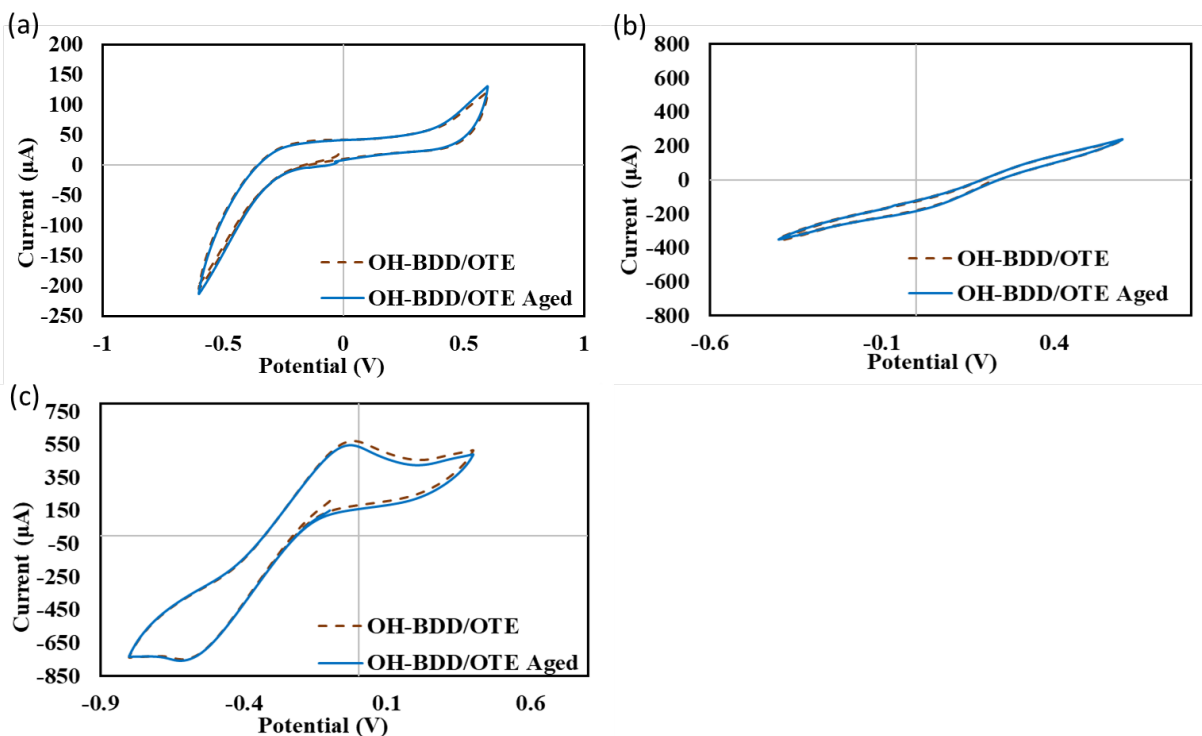 (a)
200
150
100
50
0
-50
-100
-150
-200
-250
Current (µA)
-1
-0.5
0
0.5
1
Potential (V)
OH-BDD/OTE
OH-BDD/OTE Aged
(b)
800
600
400
200
0
-200
-400
-600
-800
Current (µA)
-0.6
-0.1
0.4
Potential (V)
OH-BDD/OTE
OH-BDD/OTE Aged
(c)
750
550
350
150
-50
-250
-450
-650
-850
Current (µA)
-0.9
-0.4
0.1
0.6
Potential (V)
OH-BDD/OTE
OH-BDD/OTE Aged